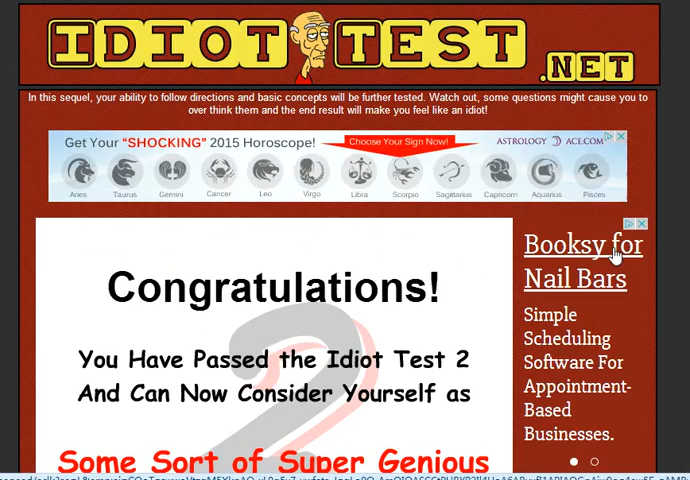 IDIOT TEST
.NET
In this sequel, your ability to follow directions and basic concepts will be further tested. Watch out, some questions might cause you to
over think them and the end result will make you feel like an idiot!
Get Your "SHOCKING" 2015 Horoscope!
Choose Your Sign Now!
ASTROLOGY ACE.COM
Aries Taurus Gemini Cancer Leo Virgo Libra Scorpio Sagittarius Capricorn Aquarius Pisces
Congratulations!
2
You Have Passed the Idiot Test 2
And Can Now Consider Yourself as
Some Sort of Super Genious
Booksy for
Nail Bars
Simple
Scheduling
Software For
Appointment-
Based
Businesses.